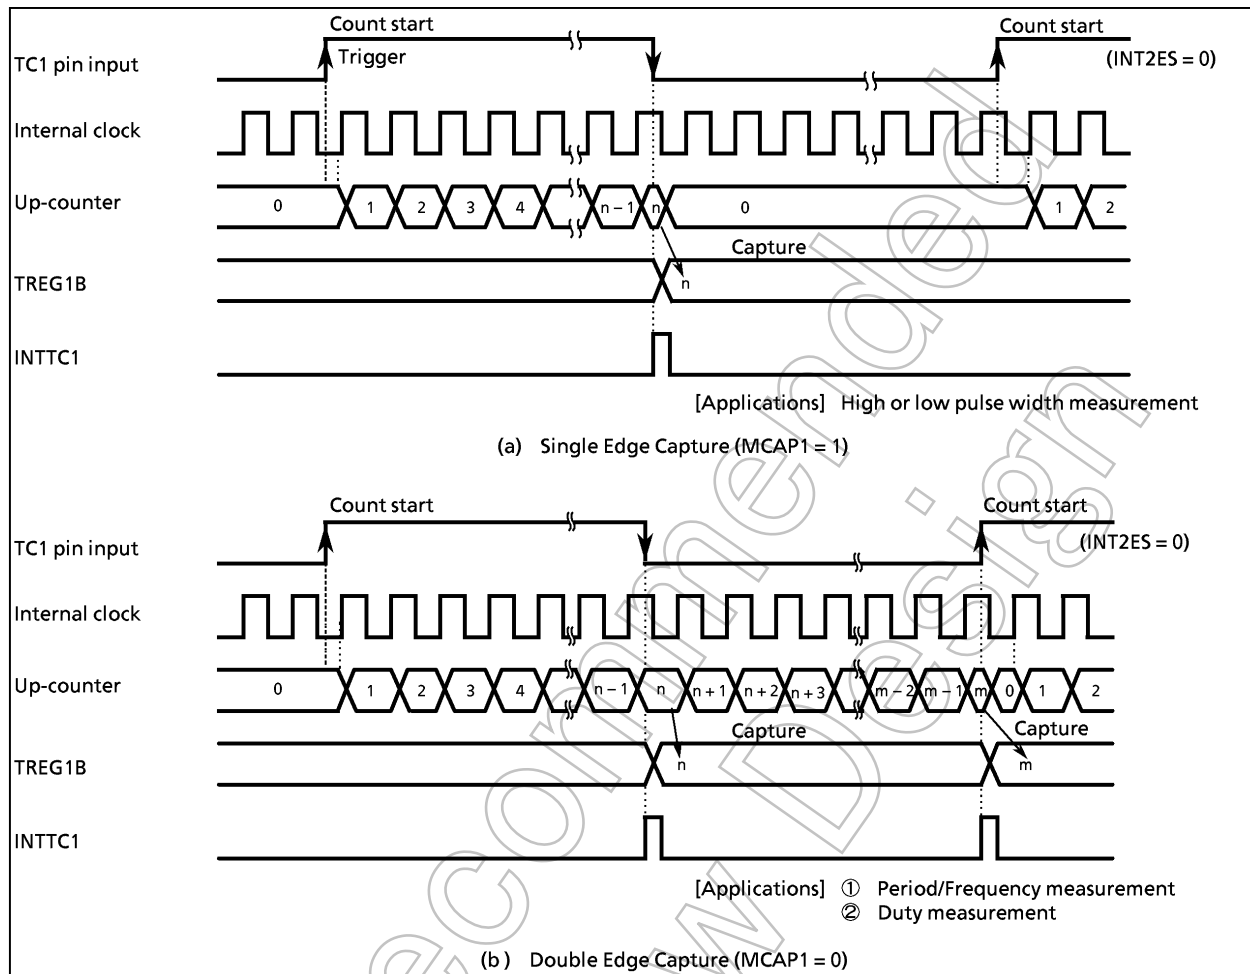 Count start
Count start
TC1 pin input
Trigger
(INT2ES = 0)
Internal clock
Up-counter
0 1 2 3 4 n – 1 n 0 1 2
Capture
TREG1B
n
INTTC1
[Applications] High or low pulse width measurement
(a) Single Edge Capture (MCAP1 = 1)
Count start
Count start
TC1 pin input
(INT2ES = 0)
Internal clock
Up-counter
0 1 2 3 4 n – 1 n n + 1 n + 2 n + 3 m – 2 m – 1 m 0 1 2
Capture
Capture
TREG1B
n
m
INTTC1
[Applications] ① Period/Frequency measurement
② Duty measurement
(b) Double Edge Capture (MCAP1 = 0)
ecommended
w Design